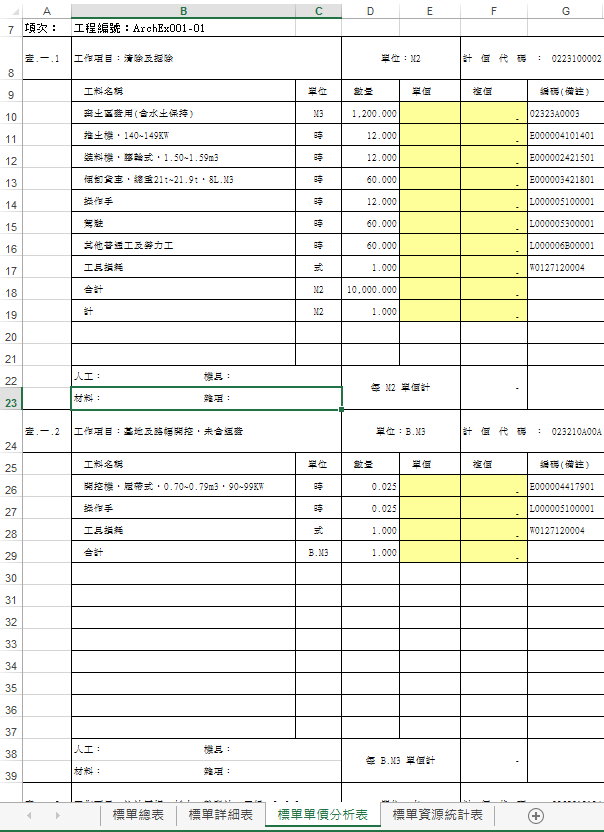 A B C D E F G
7 項次： 工程編號：ArchEx001-01
8 壹.一.1 工作項目：清除及掘除 單位：M2 計 價 代 碼 ： 0223100002
9 工料名稱 單位 數量 單價 複價 編碼(備註)
10 棄土區費用(含水土保持) M3 1,200.000 - 02323A0003
11 推土機，140~149KW 時 12.000 - E000004101401
12 裝料機，膠輪式，1.50~1.59m3 時 12.000 - E000002421501
13 傾卸貨車，總重21t~21.9t，8L.M3 時 60.000 - E000003421801
14 操作手 時 12.000 - L000005100001
15 駕駛 時 60.000 - L000005300001
16 其他普通工及勞力工 時 60.000 - L000006B00001
17 工具損耗 式 1.000 - W0127120004
18 合計 M2 10,000.000 -
19 計 M2 1.000 -
20
21
22 人工： 機具：
每 M2 單價計 -
23 材料： 雜項：
24 壹.一.2 工作項目：基地及路幅開挖，未含運費 單位：B.M3 計 價 代 碼 ： 023210A00A
25 工料名稱 單位 數量 單價 複價 編碼(備註)
26 開挖機，履帶式，0.70~0.79m3，90~99KW 時 0.025 - E000004417901
27 操作手 時 0.025 - L000005100001
28 工具損耗 式 1.000 - W0127120004
29 合計 B.M3 1.000 -
30
31
32
33
34
35
36
37
38 人工： 機具：
每 B.M3 單價計 -
39 材料： 雜項：
標單總表 標單詳細表 標單單價分析表 標單資源統計表